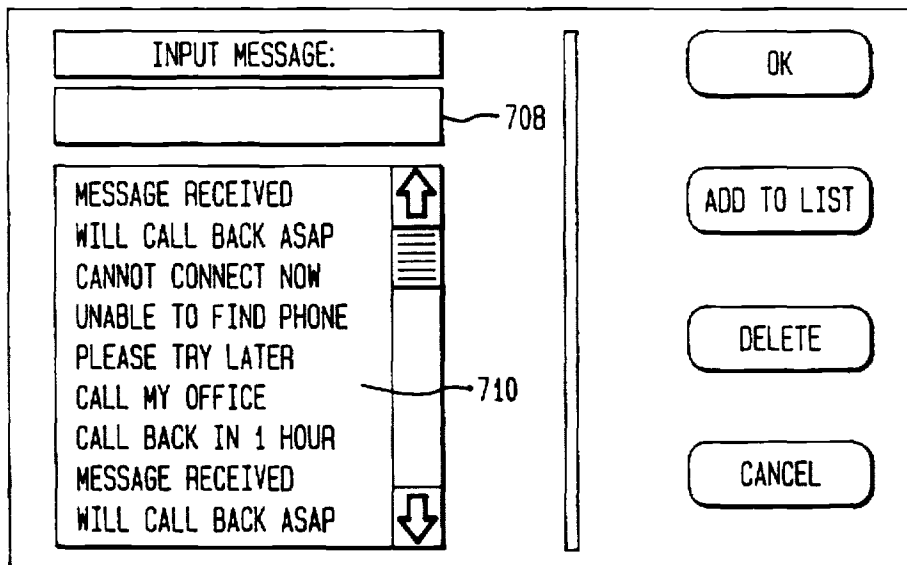 INPUT MESSAGE:
708
MESSAGE RECEIVED
WILL CALL BACK ASAP
CANNOT CONNECT NOW
UNABLE TO FIND PHONE
PLEASE TRY LATER
CALL MY OFFICE
CALL BACK IN 1 HOUR
MESSAGE RECEIVED
WILL CALL BACK ASAP
710
OK
ADD TO LIST
DELETE
CANCEL